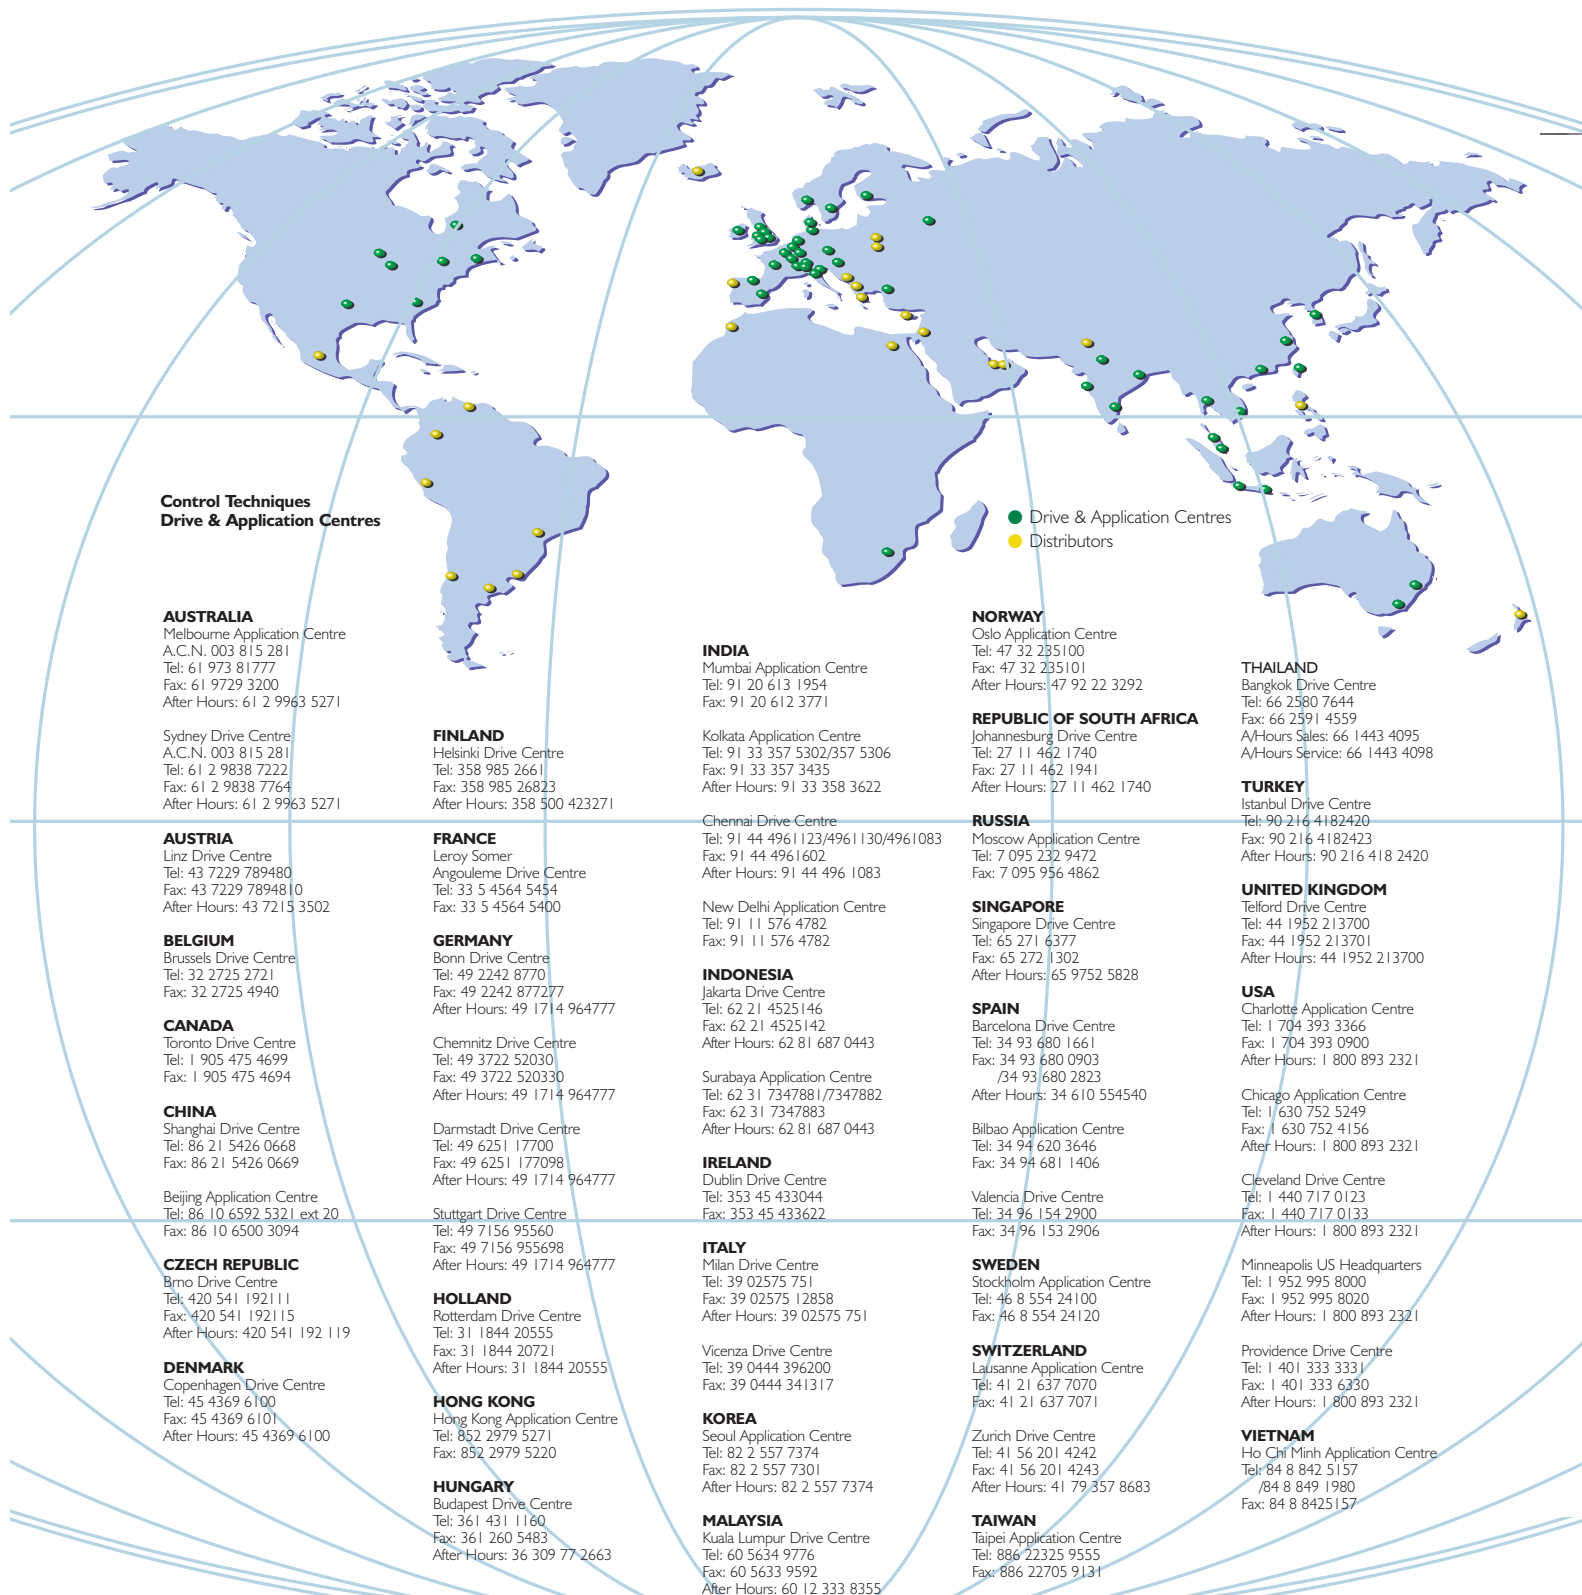 Control Techniques
Drive & Application Centres
Drive & Application Centres
Distributors
AUSTRALIA
Melbourne Application Centre
A.C.N. 003 815 281
Tel: 61 973 81777
Fax: 61 9729 3200
After Hours: 61 2 9963 5271
Sydney Drive Centre
A.C.N. 003 815 281
Tel: 61 2 9838 7222
Fax: 61 2 9838 7764
After Hours: 61 2 9963 5271
AUSTRIA
Linz Drive Centre
Tel: 43 7229 789480
Fax: 43 7229 7894810
After Hours: 43 7215 3502
BELGIUM
Brussels Drive Centre
Tel: 32 2725 2721
Fax: 32 2725 4940
CANADA
Toronto Drive Centre
Tel: 1 905 475 4699
Fax: 1 905 475 4694
CHINA
Shanghai Drive Centre
Tel: 86 21 5426 0668
Fax: 86 21 5426 0669
Beijing Application Centre
Tel: 86 10 6592 5321 ext 20
Fax: 86 10 6500 3094
CZECH REPUBLIC
Brno Drive Centre
Tel: 420 541 192111
Fax: 420 541 192115
After Hours: 420 541 192 119
DENMARK
Copenhagen Drive Centre
Tel: 45 4369 6100
Fax: 45 4369 6101
After Hours: 45 4369 6100
FINLAND
Helsinki Drive Centre
Tel: 358 985 2661
Fax: 358 985 26823
After Hours: 358 500 423271
FRANCE
Leroy Somer
Angouleme Drive Centre
Tel: 33 5 4564 5454
Fax: 33 5 4564 5400
GERMANY
Bonn Drive Centre
Tel: 49 2242 8770
Fax: 49 2242 877277
After Hours: 49 1714 964777
Chemnitz Drive Centre
Tel: 49 3722 52030
Fax: 49 3722 520330
After Hours: 49 1714 964777
Darmstadt Drive Centre
Tel: 49 6251 17700
Fax: 49 6251 177098
After Hours: 49 1714 964777
Stuttgart Drive Centre
Tel: 49 7156 95560
Fax: 49 7156 955698
After Hours: 49 1714 964777
HOLLAND
Rotterdam Drive Centre
Tel: 31 1844 20555
Fax: 31 1844 20721
After Hours: 31 1844 20555
HONG KONG
Hong Kong Application Centre
Tel: 852 2979 5271
Fax: 852 2979 5220
HUNGARY
Budapest Drive Centre
Tel: 361 431 1160
Fax: 361 260 5483
After Hours: 36 309 77 2663
INDIA
Mumbai Application Centre
Tel: 91 20 613 1954
Fax: 91 20 612 3771
Kolkata Application Centre
Tel: 91 33 357 5302/357 5306
Fax: 91 33 357 3435
After Hours: 91 33 358 3622
Chennai Drive Centre
Tel: 91 44 4961123/4961130/4961083
Fax: 91 44 4961602
After Hours: 91 44 496 1083
New Delhi Application Centre
Tel: 91 11 576 4782
Fax: 91 11 576 4782
INDONESIA
Jakarta Drive Centre
Tel: 62 21 4525146
Fax: 62 21 4525142
After Hours: 62 81 687 0443
Surabaya Application Centre
Tel: 62 31 7347881/7347882
Fax: 62 31 7347883
After Hours: 62 81 687 0443
IRELAND
Dublin Drive Centre
Tel: 353 45 433044
Fax: 353 45 433622
ITALY
Milan Drive Centre
Tel: 39 02575 751
Fax: 39 02575 12858
After Hours: 39 02575 751
Vicenza Drive Centre
Tel: 39 0444 396200
Fax: 39 0444 341317
KOREA
Seoul Application Centre
Tel: 82 2 557 7374
Fax: 82 2 557 7301
After Hours: 82 2 557 7374
MALAYSIA
Kuala Lumpur Drive Centre
Tel: 60 5634 9776
Fax: 60 5633 9592
After Hours: 60 12 333 8355
NORWAY
Oslo Application Centre
Tel: 47 32 235100
Fax: 47 32 235101
After Hours: 47 92 22 3292
REPUBLIC OF SOUTH AFRICA
Johannesburg Drive Centre
Tel: 27 11 462 1740
Fax: 27 11 462 1941
After Hours: 27 11 462 1740
RUSSIA
Moscow Application Centre
Tel: 7 095 232 9472
Fax: 7 095 956 4862
SINGAPORE
Singapore Drive Centre
Tel: 65 271 6377
Fax: 65 272 1302
After Hours: 65 9752 5828
SPAIN
Barcelona Drive Centre
Tel: 34 93 680 1661
Fax: 34 93 680 0903
/34 93 680 2823
After Hours: 34 610 554540
Bilbao Application Centre
Tel: 34 94 620 3646
Fax: 34 94 681 1406
Valencia Drive Centre
Tel: 34 96 154 2900
Fax: 34 96 153 2906
SWEDEN
Stockholm Application Centre
Tel: 46 8 554 24100
Fax: 46 8 554 24120
SWITZERLAND
Lausanne Application Centre
Tel: 41 21 637 7070
Fax: 41 21 637 7071
Zurich Drive Centre
Tel: 41 56 201 4242
Fax: 41 56 201 4243
After Hours: 41 79 357 8683
TAIWAN
Taipei Application Centre
Tel: 886 22325 9555
Fax: 886 22705 9131
THAILAND
Bangkok Drive Centre
Tel: 66 2580 7644
Fax: 66 2591 4559
A/Hours Sales: 66 1443 4095
A/Hours Service: 66 1443 4098
TURKEY
Istanbul Drive Centre
Tel: 90 216 4182420
Fax: 90 216 4182423
After Hours: 90 216 418 2420
UNITED KINGDOM
Telford Drive Centre
Tel: 44 1952 213700
Fax: 44 1952 213701
After Hours: 44 1952 213700
USA
Charlotte Application Centre
Tel: 1 704 393 3366
Fax: 1 704 393 0900
After Hours: 1 800 893 2321
Chicago Application Centre
Tel: 1 630 752 5249
Fax: 1 630 752 4156
After Hours: 1 800 893 2321
Cleveland Drive Centre
Tel: 1 440 717 0123
Fax: 1 440 717 0133
After Hours: 1 800 893 2321
Minneapolis US Headquarters
Tel: 1 952 995 8000
Fax: 1 952 995 8020
After Hours: 1 800 893 2321
Providence Drive Centre
Tel: 1 401 333 3331
Fax: 1 401 333 6330
After Hours: 1 800 893 2321
VIETNAM
Ho Chi Minh Application Centre
Tel: 84 8 842 5157
/84 8 849 1980
Fax: 84 8 8425157